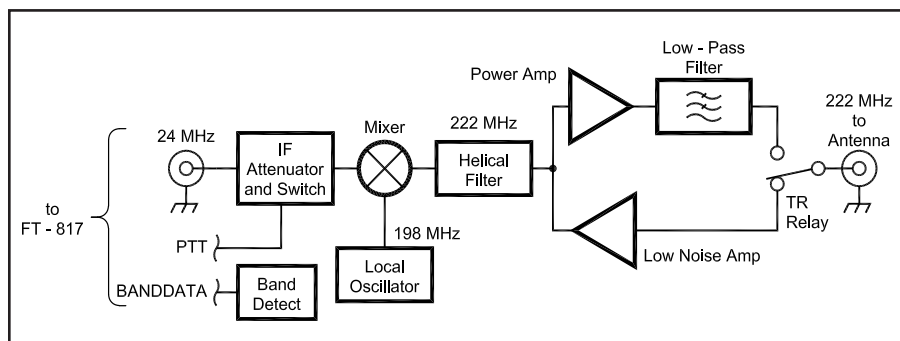 to
FT - 817
24 MHz
PTT
BANDDATA
IF
Attenuator
and Switch
Band
Detect
Mixer
198 MHz
Local
Oscillator
222 MHz
Helical
Filter
Power Amp
Low - Pass
Filter
Low Noise Amp
TR
Relay
222 MHz
to
Antenna